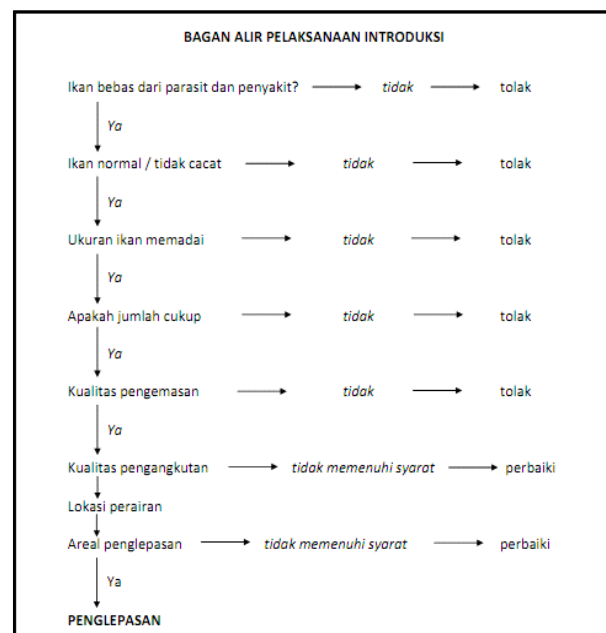 BAGAN ALIR PELAKSANAAN INTRODUKSI
Ikan bebas dari parasit dan penyakit? tidak tolak
Ya
Ikan normal / tidak cacat tidak tolak
Ya
Ukuran ikan memadai tidak tolak
Ya
Apakah jumlah cukup tidak tolak
Ya
Kualitas pengemasan tidak tolak
Ya
Kualitas pengangkutan tidak memenuhi syarat perbaiki
Lokasi perairan
Areal penglepasan tidak memenuhi syarat perbaiki
Ya
PENGLEPASAN